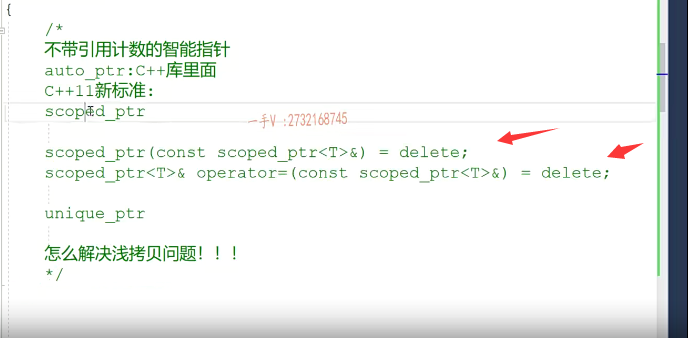 {
/*
不带引用计数的智能指针
auto_ptr:C++库里面
C++11新标准:
scoped_ptr
一手V :2732168745
scoped_ptr(const scoped_ptr<T>&) = delete;
scoped_ptr<T>& operator=(const scoped_ptr<T>&) = delete;
unique_ptr
怎么解决浅拷贝问题！！！
*/